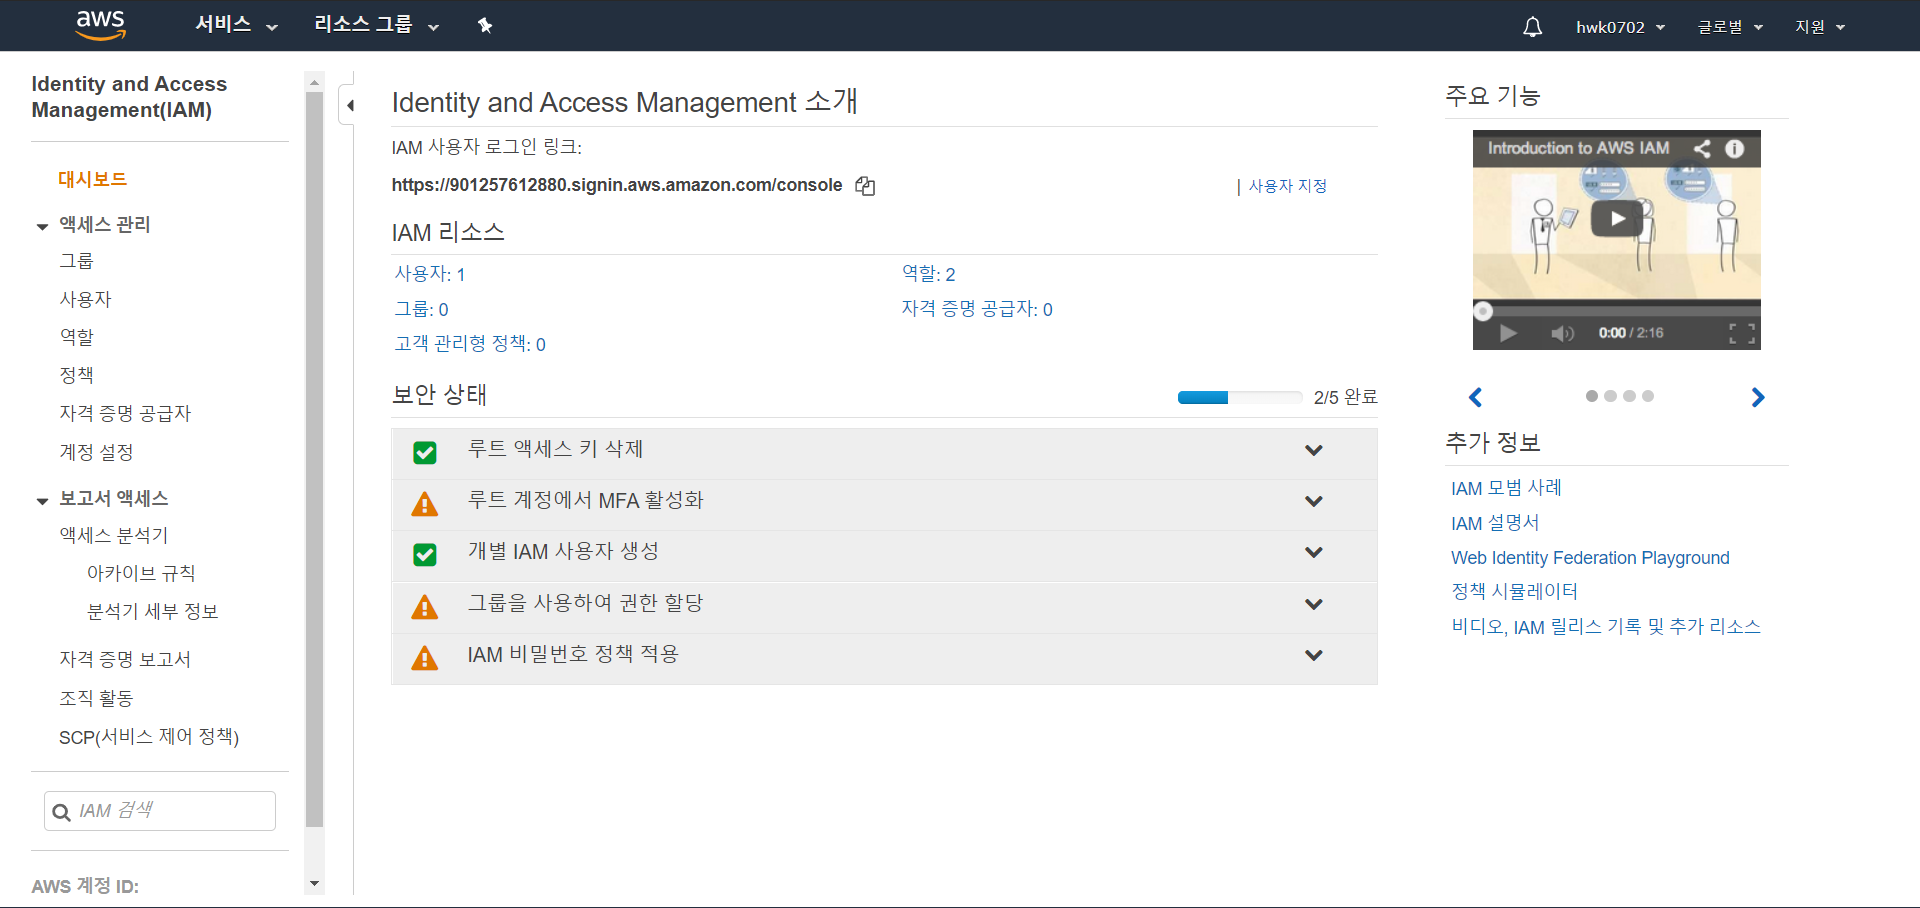 aws
서비스
리소스 그룹
hwk0702
글로벌
지원
Identity and Access
Management(IAM)
대시보드
액세스 관리
그룹
사용자
역할
정책
자격 증명 공급자
계정 설정
보고서 액세스
액세스 분석기
아카이브 규칙
분석기 세부 정보
자격 증명 보고서
조직 활동
SCP(서비스 제어 정책)
IAM 검색
AWS 계정 ID:
Identity and Access Management 소개
IAM 사용자 로그인 링크:
https://901257612880.signin.aws.amazon.com/console
| 사용자 지정
IAM 리소스
사용자: 1
역할: 2
그룹: 0
자격 증명 공급자: 0
고객 관리형 정책: 0
보안 상태
2/5 완료
루트 액세스 키 삭제
루트 계정에서 MFA 활성화
개별 IAM 사용자 생성
그룹을 사용하여 권한 할당
IAM 비밀번호 정책 적용
주요 기능
Introduction to AWS IAM
0:00 / 2:16
추가 정보
IAM 모범 사례
IAM 설명서
Web Identity Federation Playground
정책 시뮬레이터
비디오, IAM 릴리스 기록 및 추가 리소스